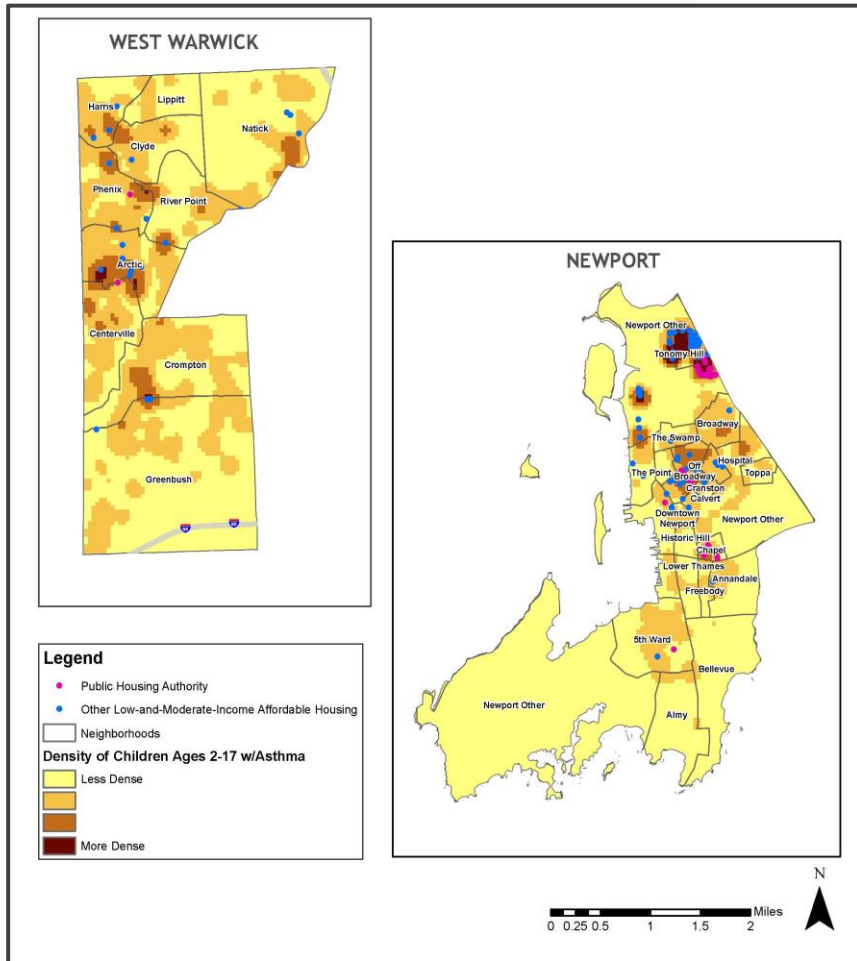 WEST WARWICK
Harris
Lippitt
Natick
Clyde
Phenix
River Point
Arctic
Centerville
Crompton
Greenbush
95
95
NEWPORT
Newport Other
Tonomy Hill
Broadway
The Swamp
Hospital
Off
Broadway
Toppa
The Point
Cranston
Calvert
Downtown
Newport
Newport Other
Historic Hill
Chapel
Lower Thames
Annandale
Freebody
5th Ward
Bellevue
Newport Other
Almy
Legend
Public Housing Authority
Other Low-and-Moderate-Income Affordable Housing
Neighborhoods
Density of Children Ages 2-17 w/Asthma
Less Dense
More Dense
N
Miles
0 0.25 0.5 1 1.5 2